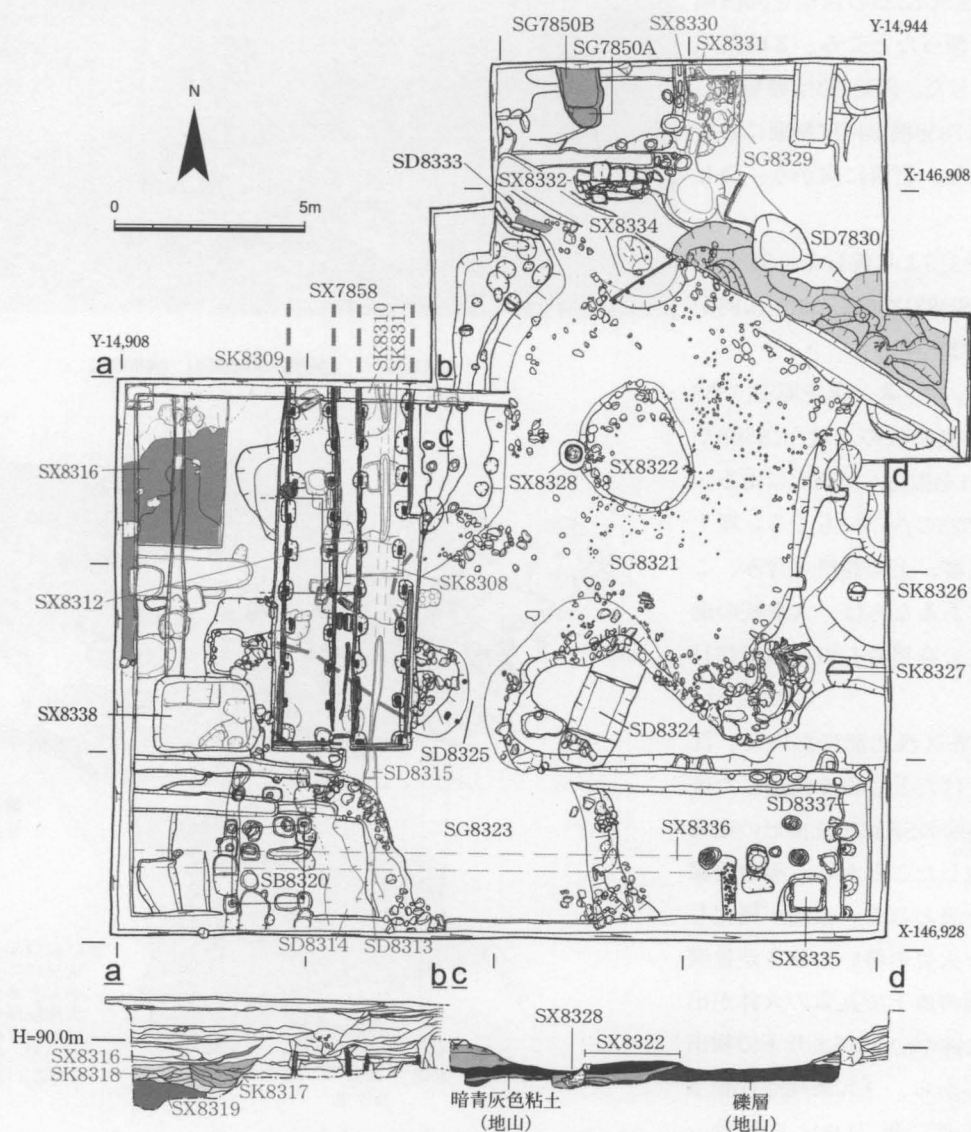 SG7850B
SX8330
Y-14,944
SG7850A
SX8331
N
SG8329
SD8333
X-146,908
SX8332
0
5m
SX8334
SD7830
SX7858
SK8310
SK8311
Y-14,908
SK8309
a
b
c
SX8316
SX8328
SX8322
d
SG8321
SK8308
SK8326
SX8312
SK8327
SX8338
SD8324
SD8325
SD8315
SD8337
SG8323
SX8336
SB8320
SD8314
SD8313
X-146,928
SX8335
a
b
c
d
SX8328
SX8322
H=90.0m
SX8316
SK8318
SK8317
SX8319
暗青灰色粘土
(地山)
礫層
(地山)